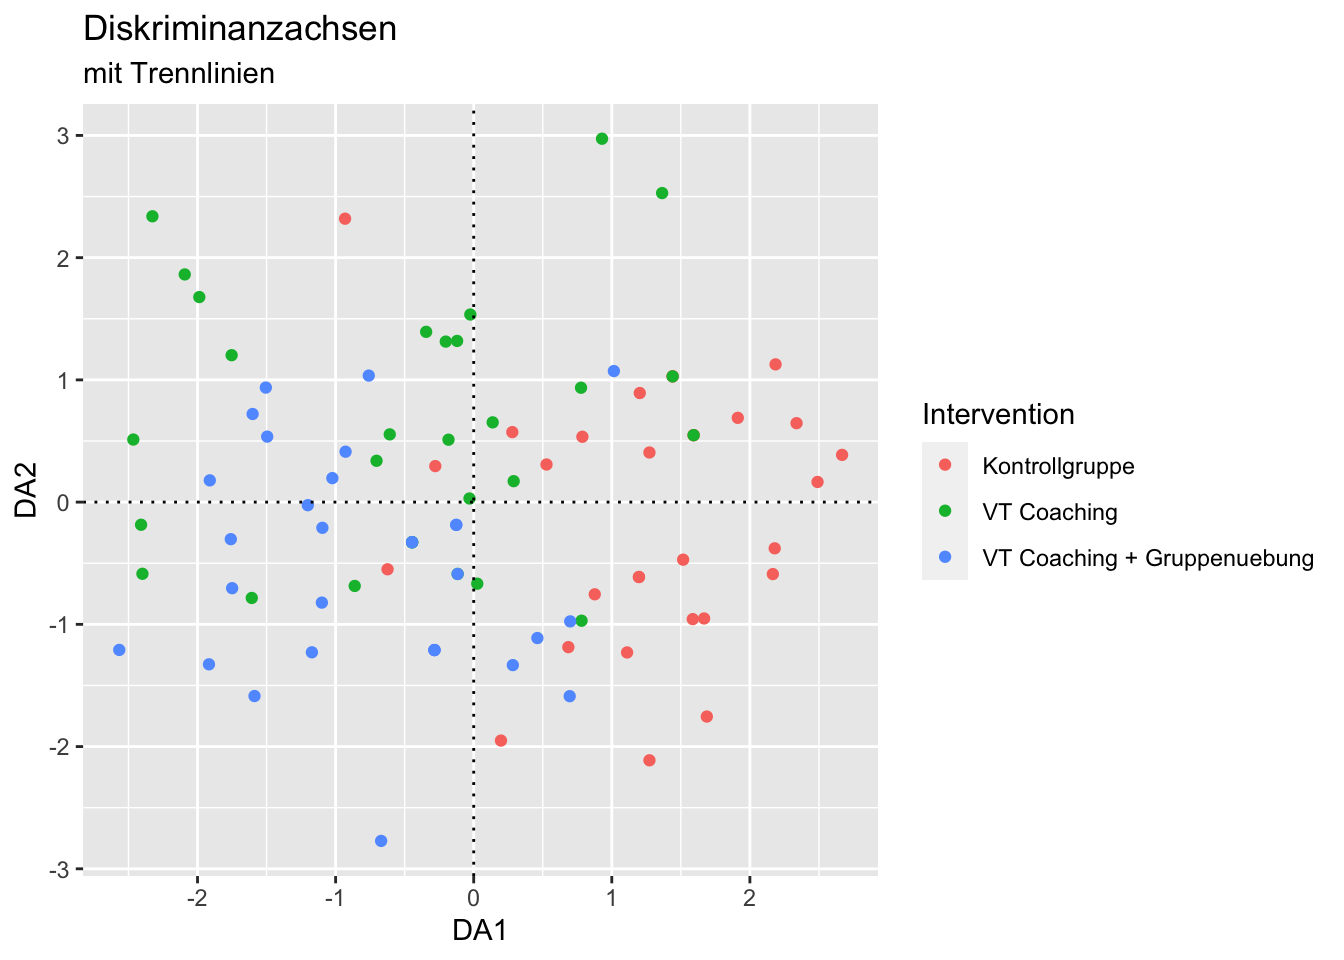 Diskriminanzachsen
mit Trennlinien
3
2
1
0
-1
-2
-3
DA2
-2
-1
0
1
2
DA1
Intervention
Kontrollgruppe
VT Coaching
VT Coaching + Gruppenuebung